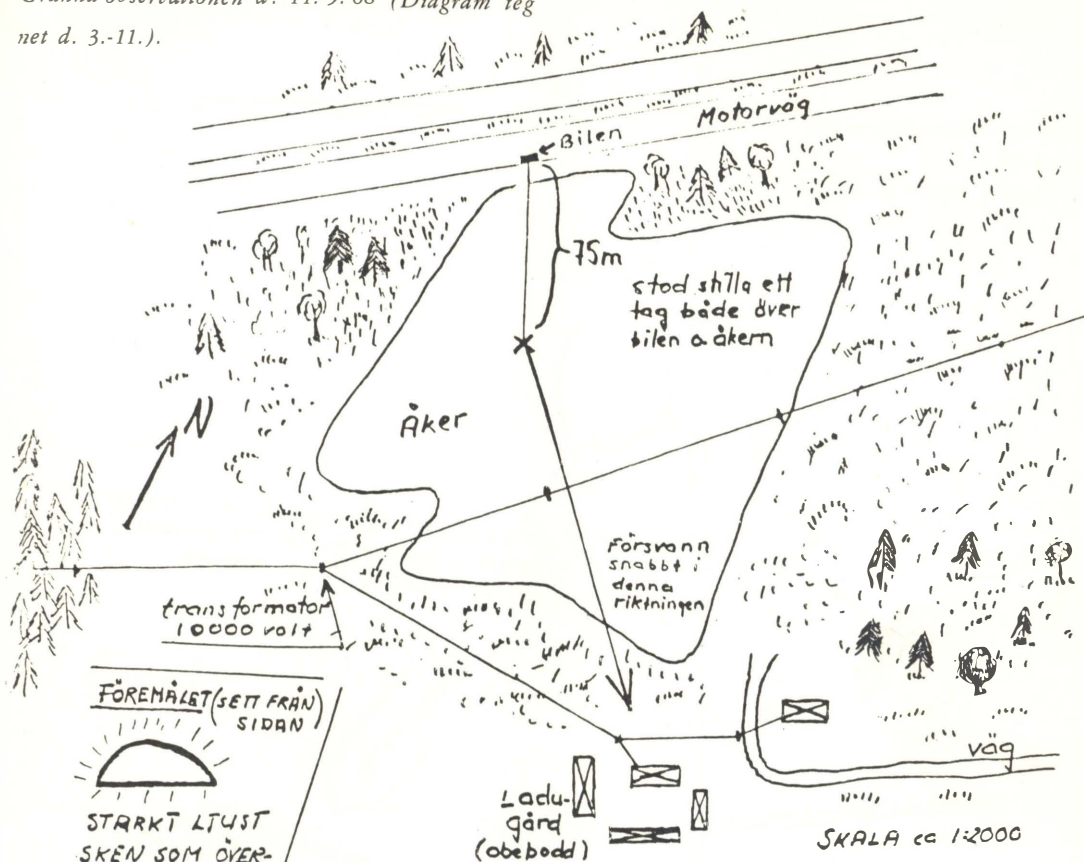 net d. 3.-11.).
Bilen
Motorväg
75m
stod stilla ett
tag både över
bilen o åkern
Åker
N
Försvann
snabbt i
denna
riktningen
transformator
10000 volt
FÖREMÅLET (SETT FRÅN
SIDAN)
STARKT LJUST
SKEN SOM ÖVER-
Ladu-
gård
(obebodd)
väg
SKALA ca 1:2000